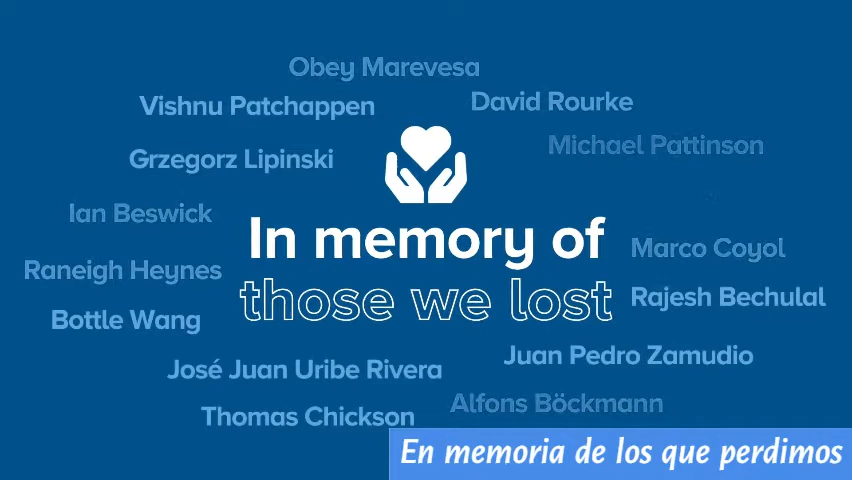 Obey Marevesa
Vishnu Patchappen
David Rourke
Michael Pattinson
Grzegorz Lipinski
Ian Beswick
In memory of
Marco Coyol
Raneigh Heynes
those we lost
Rajesh Bechulal
Bottle Wang
Juan Pedro Zamudio
José Juan Uribe Rivera
Alfons Böckmann
Thomas Chickson
En memoria de los que perdimos